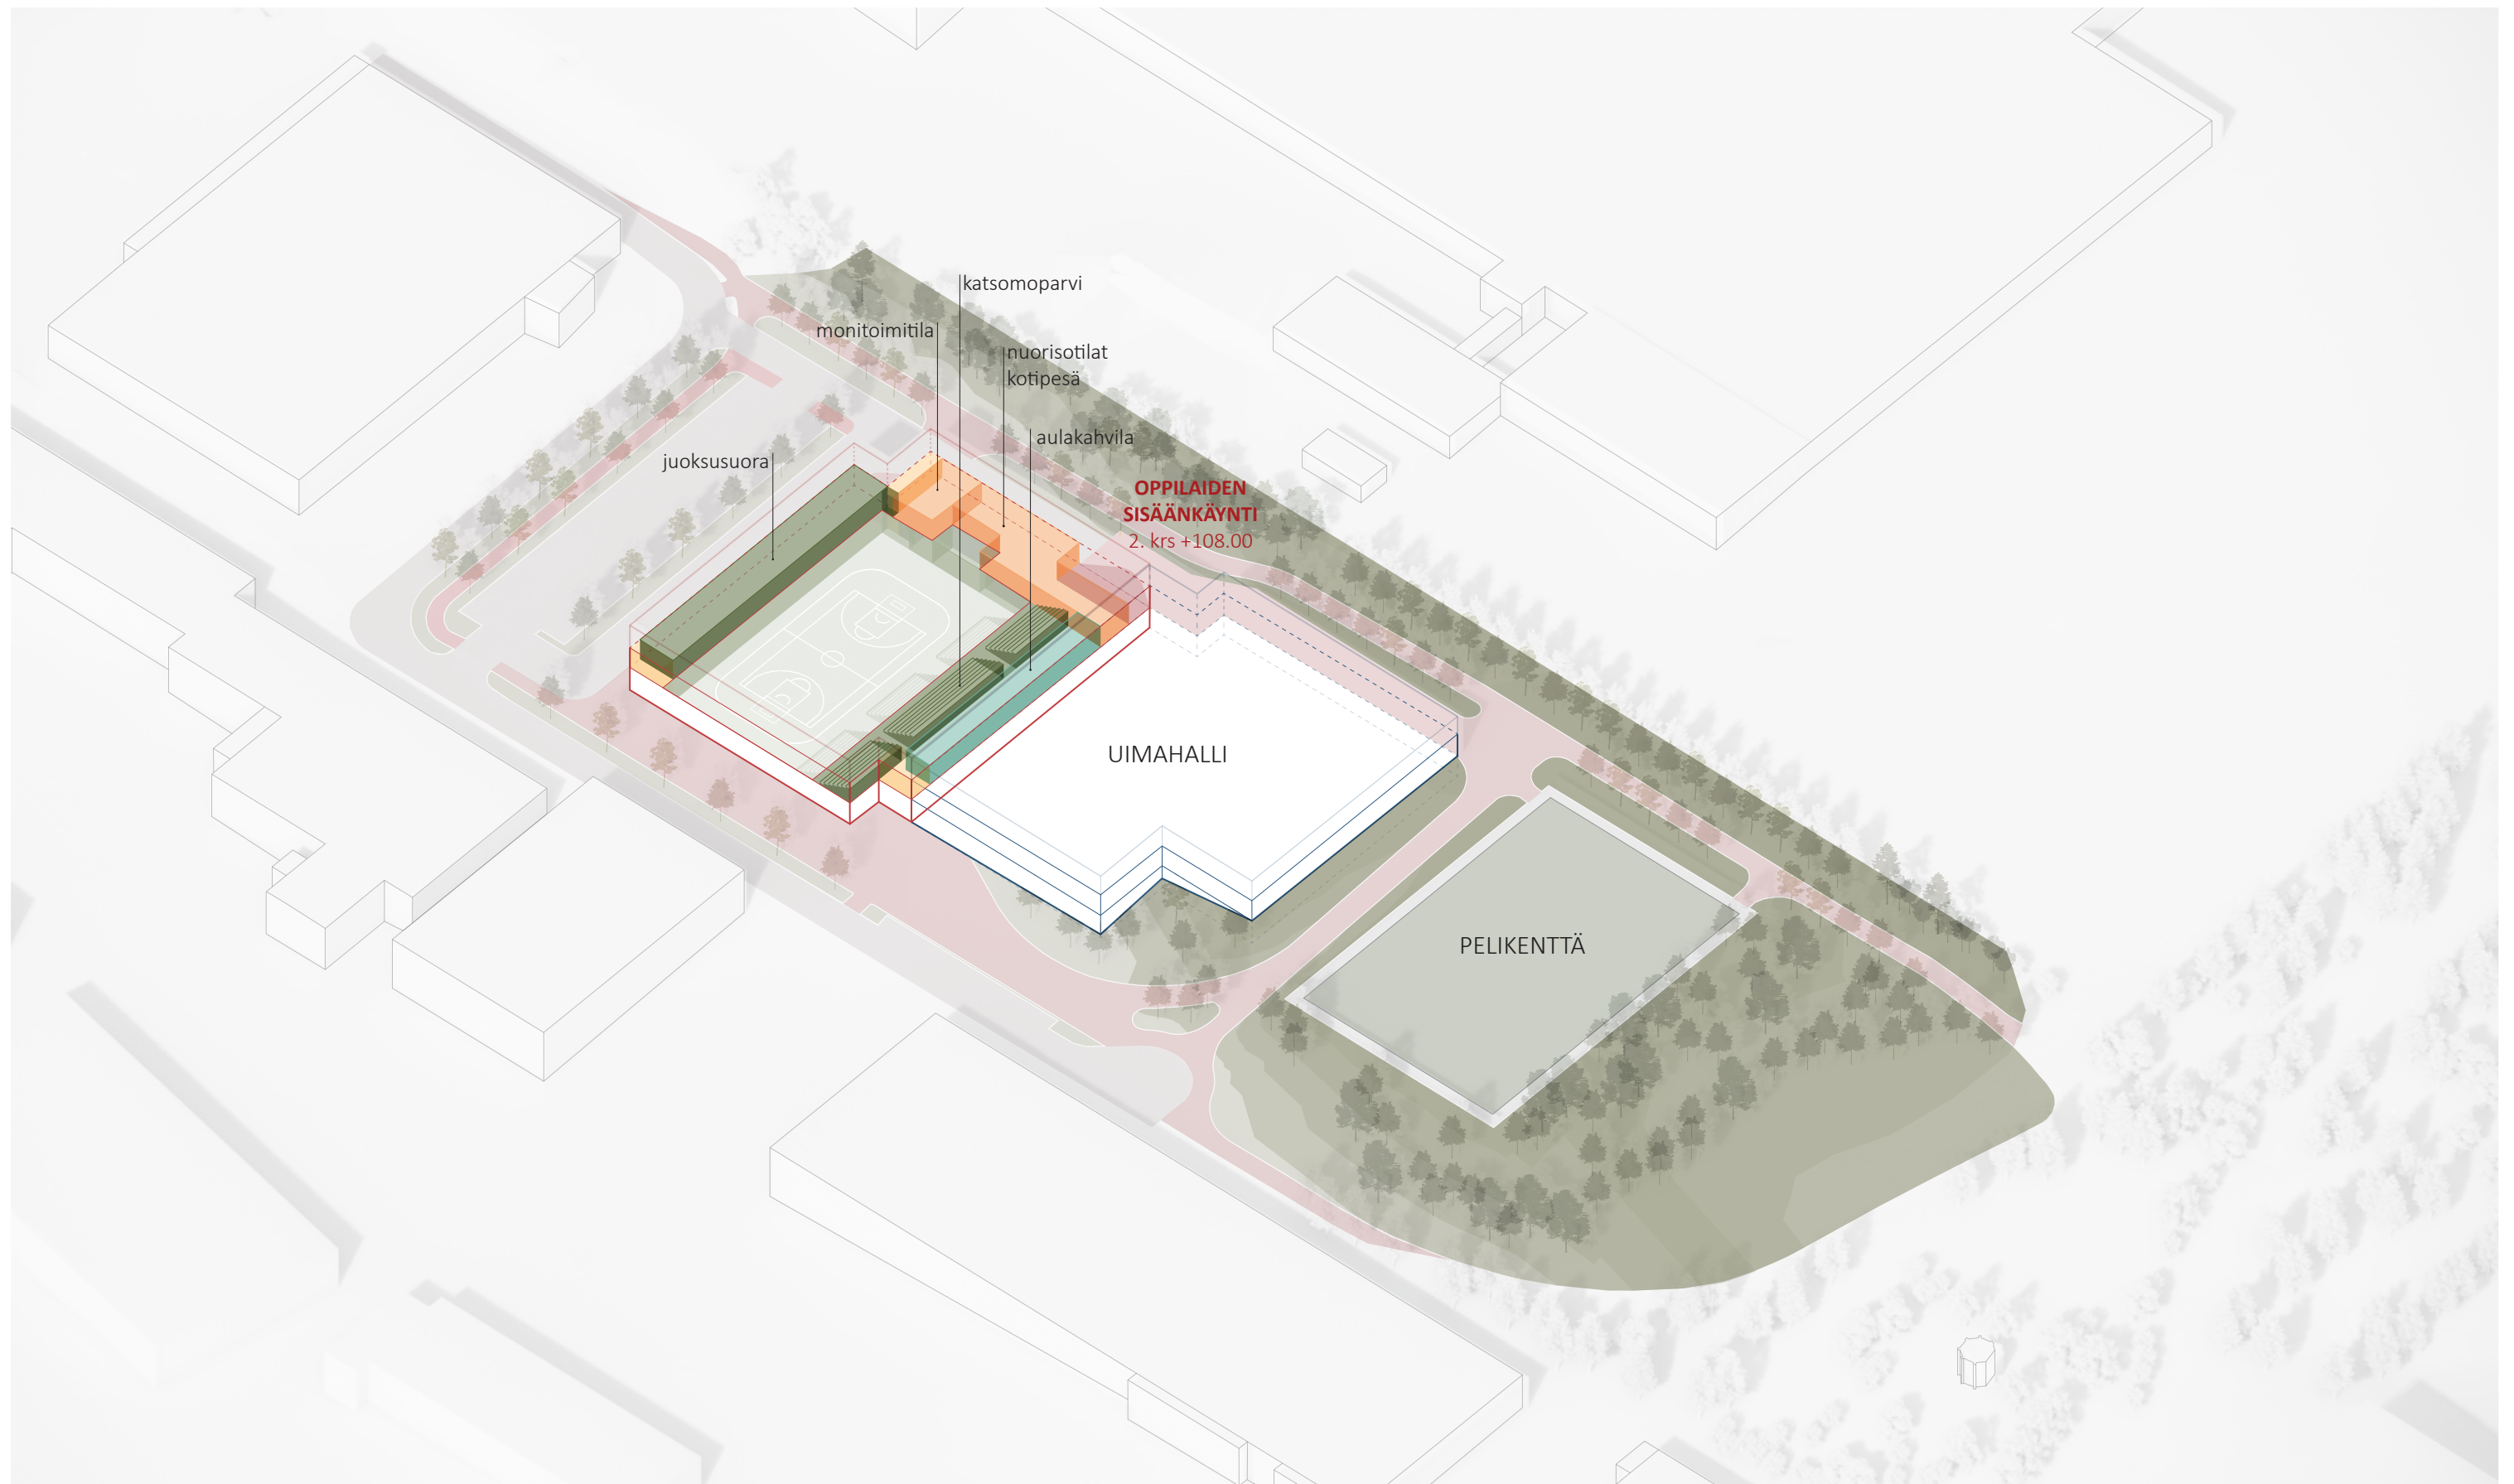 katsomoparvi
monitoimitila
nuorisotilat
kotipesä
aulakahvila
juoksusuora
OPPILAIDEN
SISÄÄNKÄYNTI
2. krs +108.00
UIMAHALLI
PELIKENTTÄ